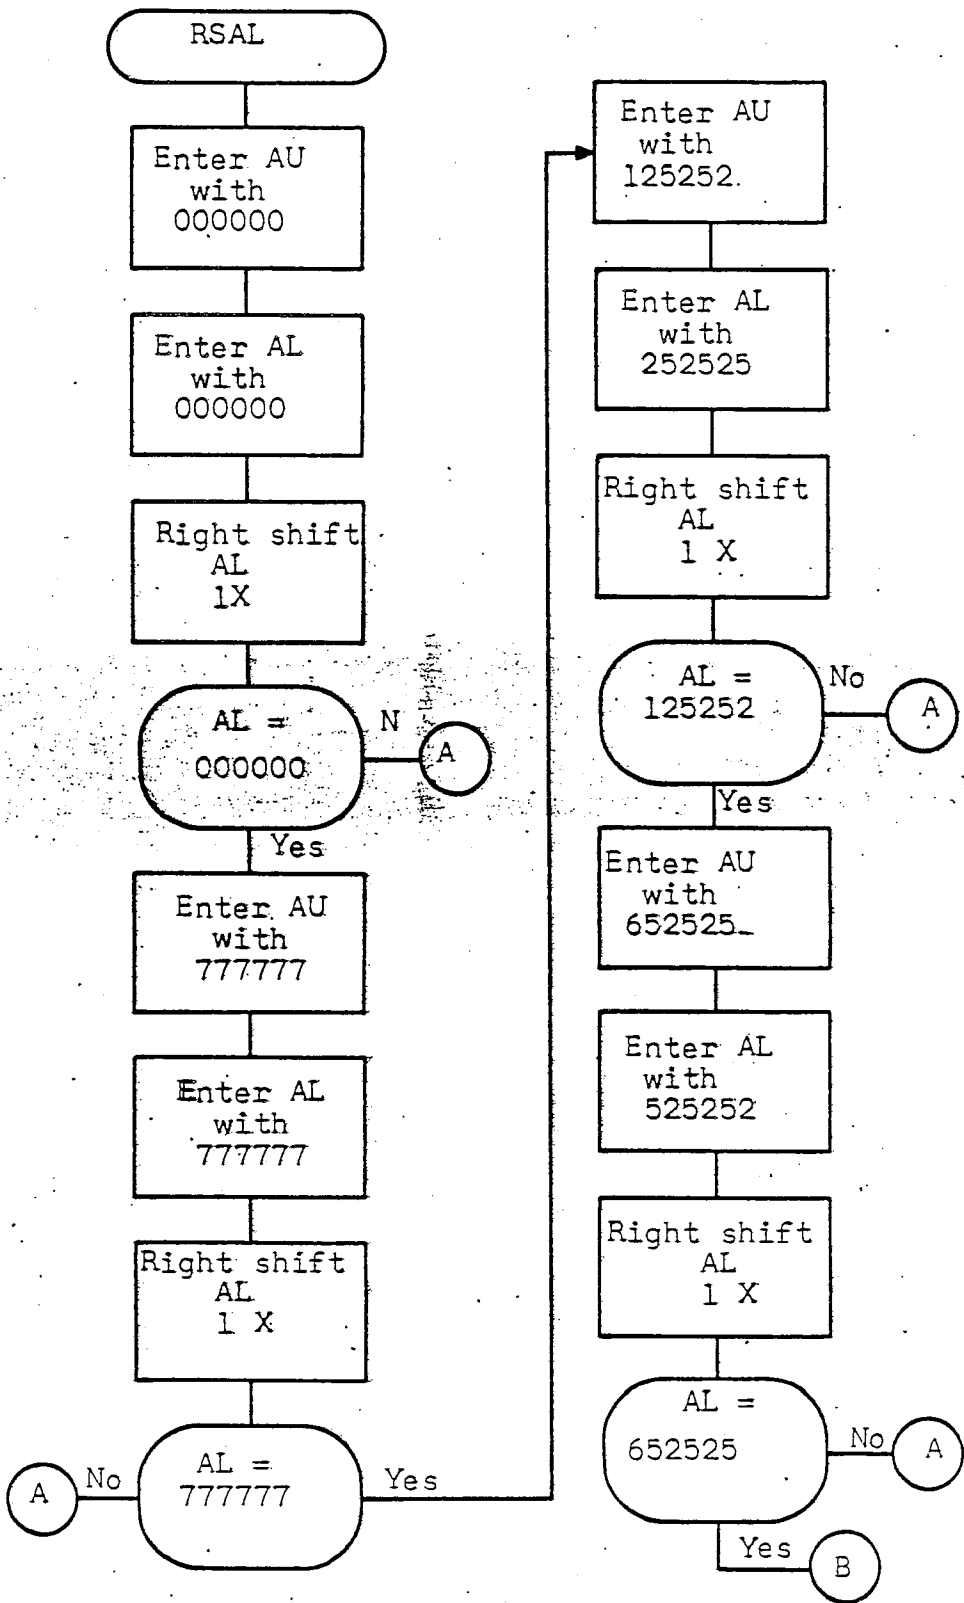 RSAL
Enter AU
with
000000
Enter AL
with
000000
Right shift
AL
1X
AL =
000000
N
A
Yes
Enter AU
with
777777
Enter AL
with
777777
Right shift
AL
1 X
AL =
777777
No
A
Yes
Enter AU
with
125252
Enter AL
with
252525
Right shift
AL
1 X
AL =
125252
No
A
Yes
Enter AU
with
652525
Enter AL
with
525252
Right shift
AL
1 X
AL =
652525
No
A
Yes
B